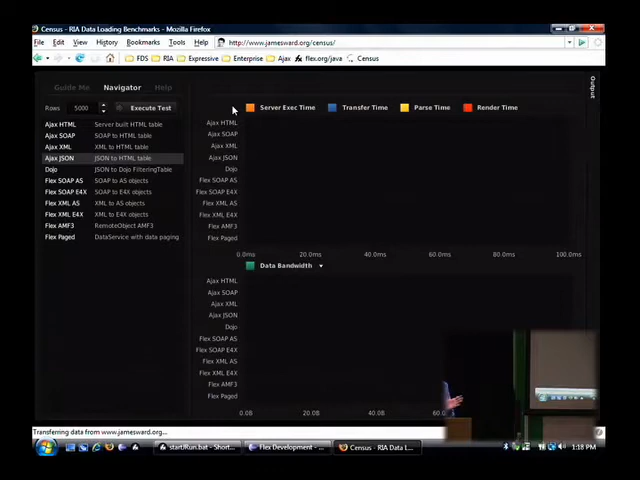 Census - RIA Data Loading Benchmarks - Mozilla Firefox
File Edit View History Bookmarks Tools Help http://www.jamesward.org/census/
FDS RIA Expressive Enterprise Ajax flex.org/java Census
Guide Me Navigator Help
Rows 5000 Execute Test
Ajax HTML Server built HTML table
Ajax SOAP SOAP to HTML table
Ajax XML XML to HTML table
Ajax JSON JSON to HTML table
Dojo JSON to Dojo FilteringTable
Flex SOAP AS SOAP to AS objects
Flex SOAP E4X SOAP to E4X objects
Flex XML AS XML to AS objects
Flex XML E4X XML to E4X objects
Flex AMF3 RemoteObject AMF3
Flex Paged DataService with data paging
Server Exec Time Transfer Time Parse Time Render Time
Output
Ajax HTML
Ajax SOAP
Ajax XML
Ajax JSON
Dojo
Flex SOAP AS
Flex SOAP E4X
Flex XML AS
Flex XML E4X
Flex AMF3
Flex Paged
0.0ms 20.0ms 40.0ms 60.0ms 80.0ms 100.0ms
Data Bandwidth
Ajax HTML
Ajax SOAP
Ajax XML
Ajax JSON
Dojo
Flex SOAP AS
Flex SOAP E4X
Flex XML AS
Flex XML E4X
Flex AMF3
Flex Paged
0.0B 20.0B 40.0B
Transferring data from www.jamesward.org...
start/Run.bat - Short... Flex Development - ... Census - RIA Data L... 1:18 PM